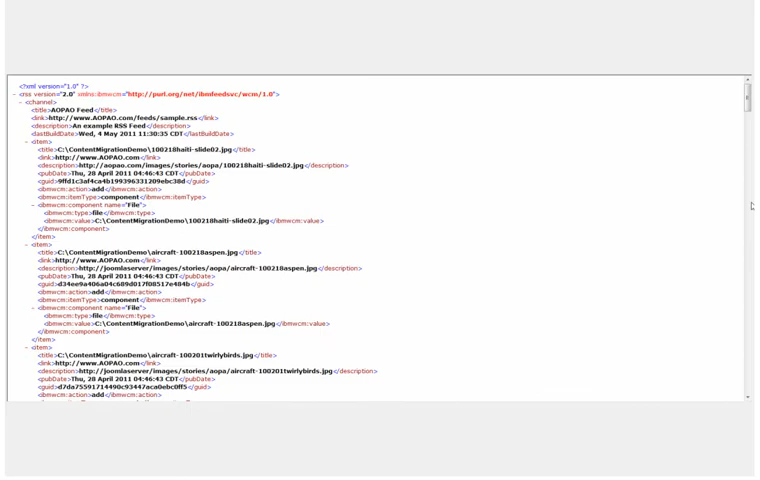 <?xml version="1.0" ?>
- <rss version="2.0" xmlns:ibmwcm="http://purl.org/net/ibmfeedsvc/wcm/1.0">
- <channel>
<title>AOPAO Feed</title>
<link>http://www.AOPAO.com/feeds/sample.rss</link>
<description>An example RSS Feed</description>
<lastBuildDate>Wed, 4 May 2011 11:30:35 CDT</lastBuildDate>
- <item>
<title>C:\ContentMigrationDemo\100218haiti-slide02.jpg</title>
<link>http://www.AOPAO.com</link>
<description>http://aopao.com/images/stories/aopa/100218haiti-slide02.jpg</description>
<pubDate>Thu, 28 April 2011 04:46:43 CDT</pubDate>
<guid>9ffd1c3af4ca4b199396331209ebc38d</guid>
<ibmwcm:action>add</ibmwcm:action>
<ibmwcm:itemType>component</ibmwcm:itemType>
- <ibmwcm:component name="File">
<ibmwcm:type>file</ibmwcm:type>
<ibmwcm:value>C:\ContentMigrationDemo\100218haiti-slide02.jpg</ibmwcm:value>
</ibmwcm:component>
</item>
- <item>
<title>C:\ContentMigrationDemo\aircraft-100218aspen.jpg</title>
<link>http://www.AOPAO.com</link>
<description>http://joomlaserver/images/stories/aopa/aircraft-100218aspen.jpg</description>
<pubDate>Thu, 28 April 2011 04:46:43 CDT</pubDate>
<guid>d34ee9a406a04c689d017f08517e484b</guid>
<ibmwcm:action>add</ibmwcm:action>
<ibmwcm:itemType>component</ibmwcm:itemType>
- <ibmwcm:component name="File">
<ibmwcm:type>file</ibmwcm:type>
<ibmwcm:value>C:\ContentMigrationDemo\aircraft-100218aspen.jpg</ibmwcm:value>
</ibmwcm:component>
</item>
- <item>
<title>C:\ContentMigrationDemo\aircraft-100201twirlybirds.jpg</title>
<link>http://www.AOPAO.com</link>
<description>http://joomlaserver/images/stories/aopa/aircraft-100201twirlybirds.jpg</description>
<pubDate>Thu, 28 April 2011 04:46:43 CDT</pubDate>
<guid>d7da75591714490c93447aca0ebc0ff5</guid>
<ibmwcm:action>add</ibmwcm:action>